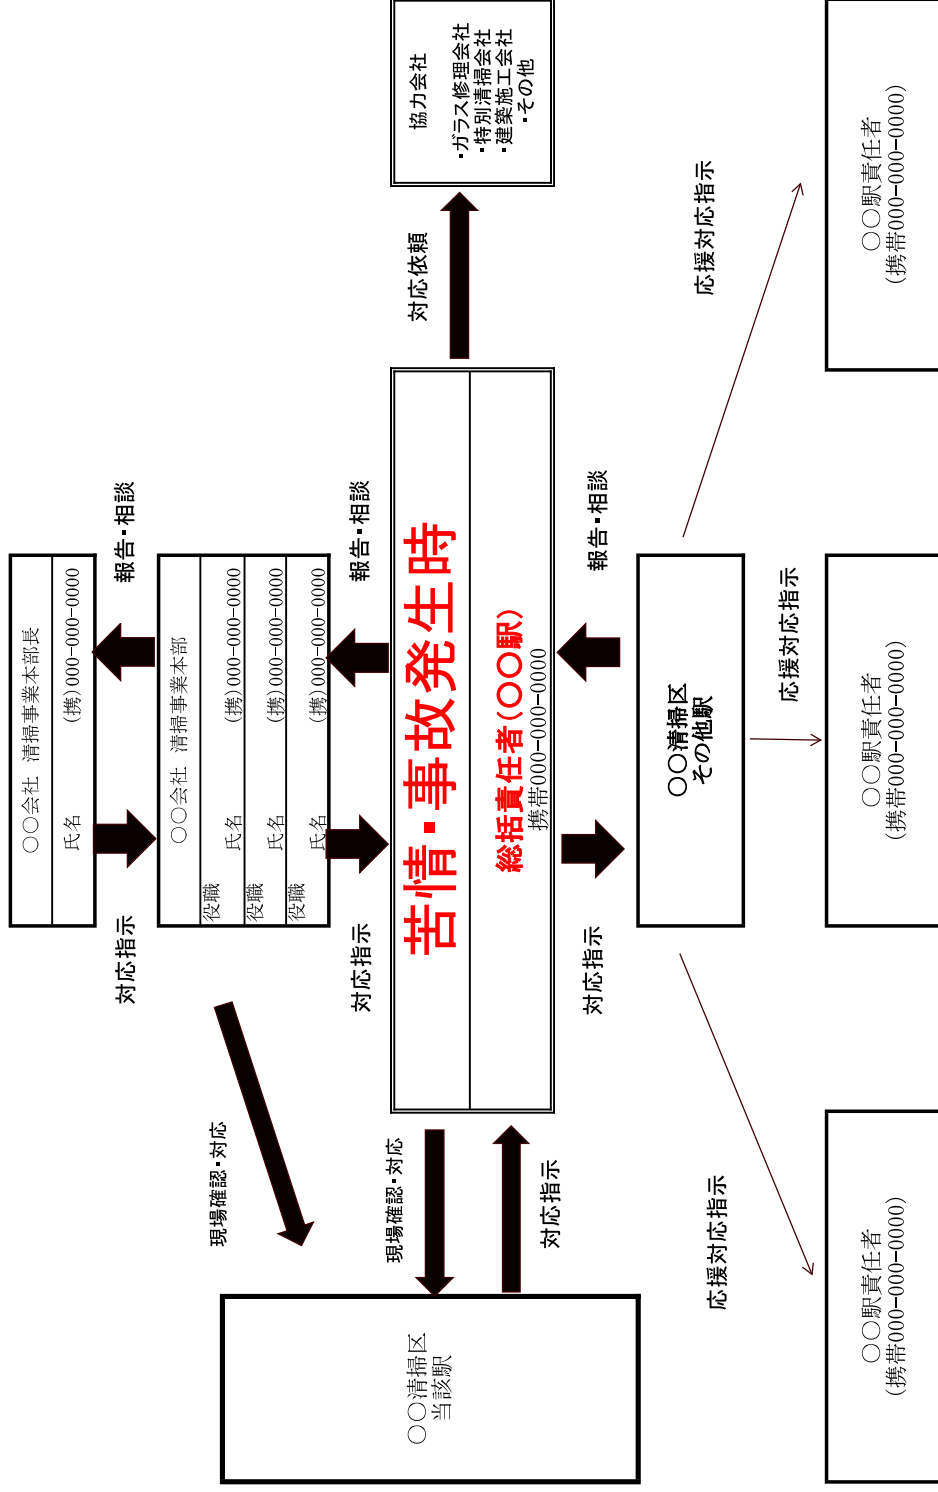 〇〇会社 清掃事業本部長
氏名 (携)000-000-0000
対応指示
報告・相談
〇〇会社 清掃事業本部
役職
氏名 (携)000-000-0000
役職
氏名 (携)000-000-0000
役職
氏名 (携)000-000-0000
現場確認・対応
対応指示
報告・相談
〇〇清掃区
当該駅
現場確認・対応
対応指示
苦情・事故発生時
総括責任者(〇〇駅)
携帯000-000-0000
対応依頼
協力会社
・ガラス修理会社
・特別清掃会社
・建築施工会社
・その他
対応指示
報告・相談
〇〇清掃区
その他駅
応援対応指示
応援対応指示
応援対応指示
〇〇駅責任者
(携帯000-000-0000)
〇〇駅責任者
(携帯000-000-0000)
〇〇駅責任者
(携帯000-000-0000)